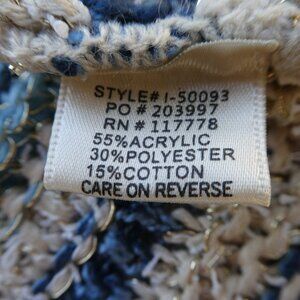 STYLE# I-50093
PO # 203997
RN # 117778
55%ACRYLIC
30%POLYESTER
15%COTTON
CARE ON REVERSE